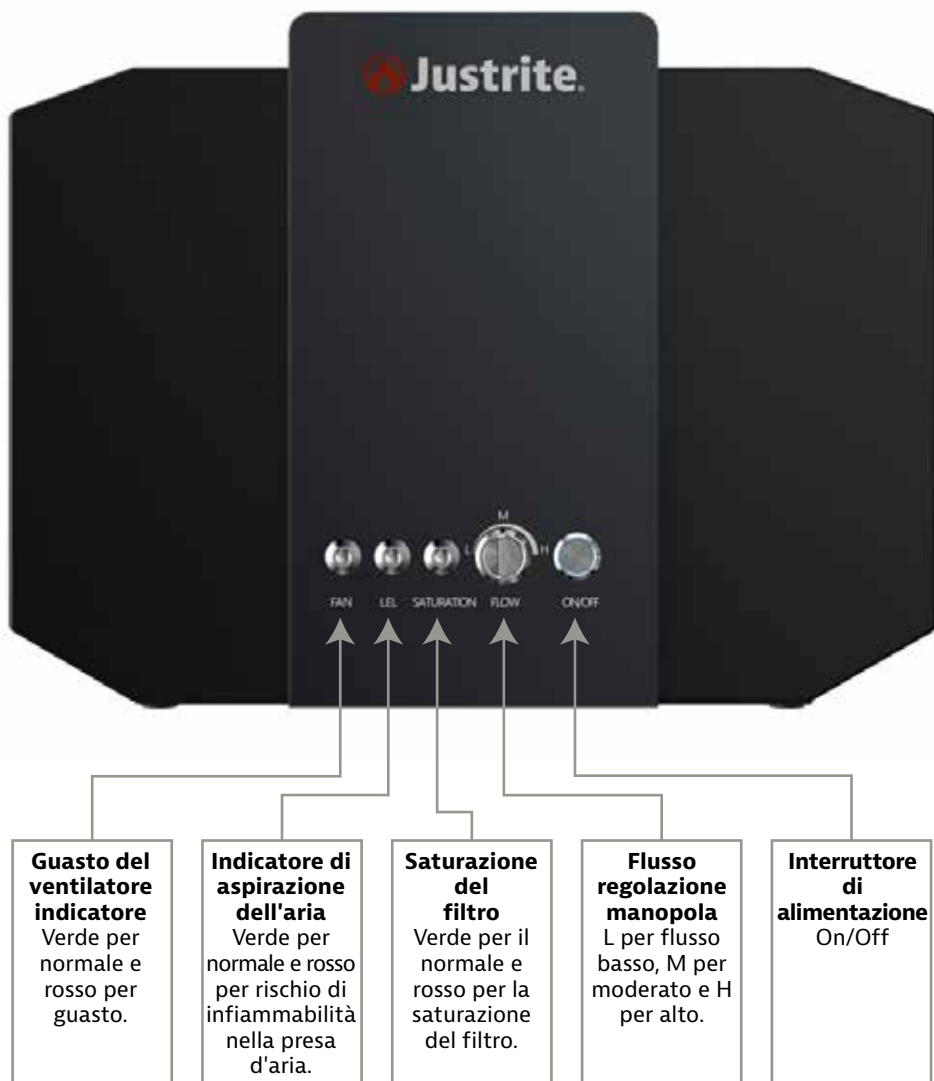 Justrite.
M
L H
FAN LEL SATURATION FLOW ON/OFF
Guasto del
ventilatore
indicatore
Verde per
normale e
rosso per
guasto.
Indicatore di
aspirazione
dell'aria
Verde per
normale e rosso
per rischio di
infiammabilità
nella presa
d'aria.
Saturazione
del
filtro
Verde per il
normale e
rosso per la
saturazione
del filtro.
Flusso
regolazione
manopola
L per flusso
basso, M per
moderato e H
per alto.
Interruttore
di
alimentazione
On/Off